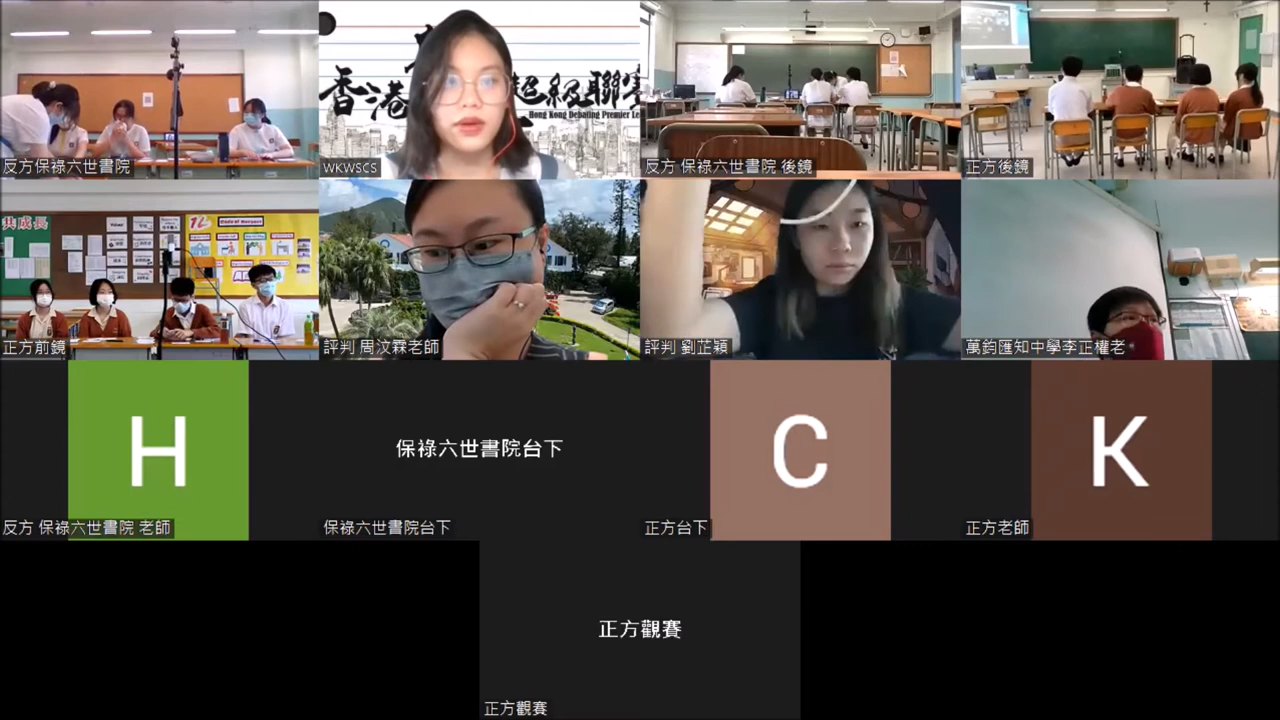 反方保祿六世書院
香港
超級聯賽
Hong Kong Debating Premier Le
WKWSCS
反方 保祿六世書院 後鏡
正方後鏡
共成長
正方前鏡
評判 周汶霖老師
評判 劉芷穎
萬鈞匯知中學李正權老
H
反方 保祿六世書院 老師
保祿六世書院台下
保祿六世書院台下
C
正方台下
K
正方老師
正方觀賽
正方觀賽